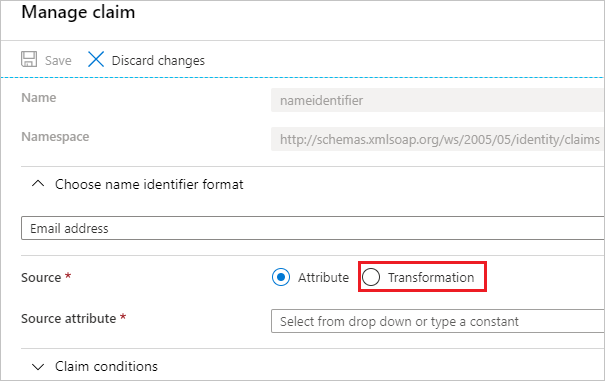 Manage claim
Save Discard changes
Name nameidentifier
Namespace http://schemas.xmlsoap.org/ws/2005/05/identity/claims
Choose name identifier format
Email address
Source * Attribute Transformation
Source attribute * Select from drop down or type a constant
Claim conditions